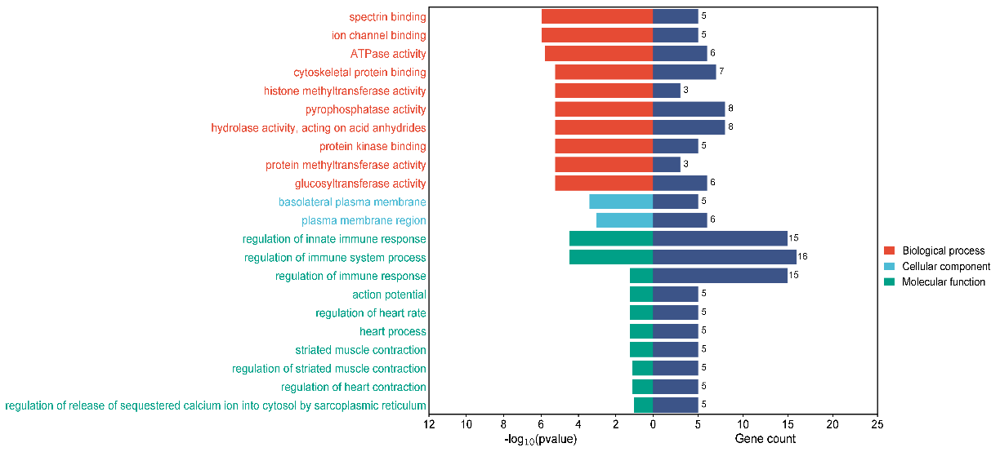 spectrin binding 5
ion channel binding 5
ATPase activity 6
cytoskeletal protein binding 7
histone methyltransferase activity 3
pyrophosphatase activity 8
hydrolase activity, acting on acid anhydrides 8
protein kinase binding 5
protein methyltransferase activity 3
glucosyltransferase activity 6
basolateral plasma membrane 5
plasma membrane region 6
regulation of innate immune response 15
regulation of immune system process 16
regulation of immune response 15
action potential 5
regulation of heart rate 5
heart process 5
striated muscle contraction 5
regulation of striated muscle contraction 5
regulation of heart contraction 5
regulation of release of sequestered calcium ion into cytosol by sarcoplasmic reticulum 5
12 10 8 6 4 2 0 5 10 15 20 25
-log10(pvalue) Gene count
Biological process
Cellular component
Molecular function